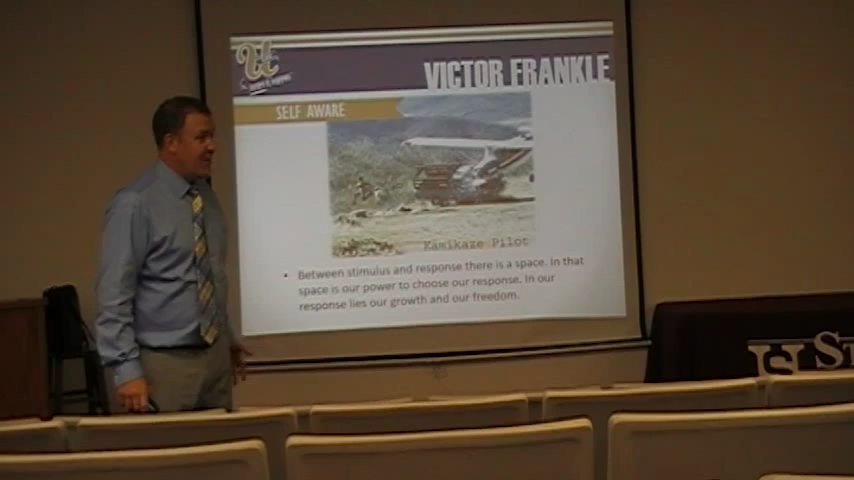 VICTOR FRANKLE
SELF AWARE
Kamikaze Pilot
• Between stimulus and response there is a space. In that
space is our power to choose our response. In our
response lies our growth and our freedom.